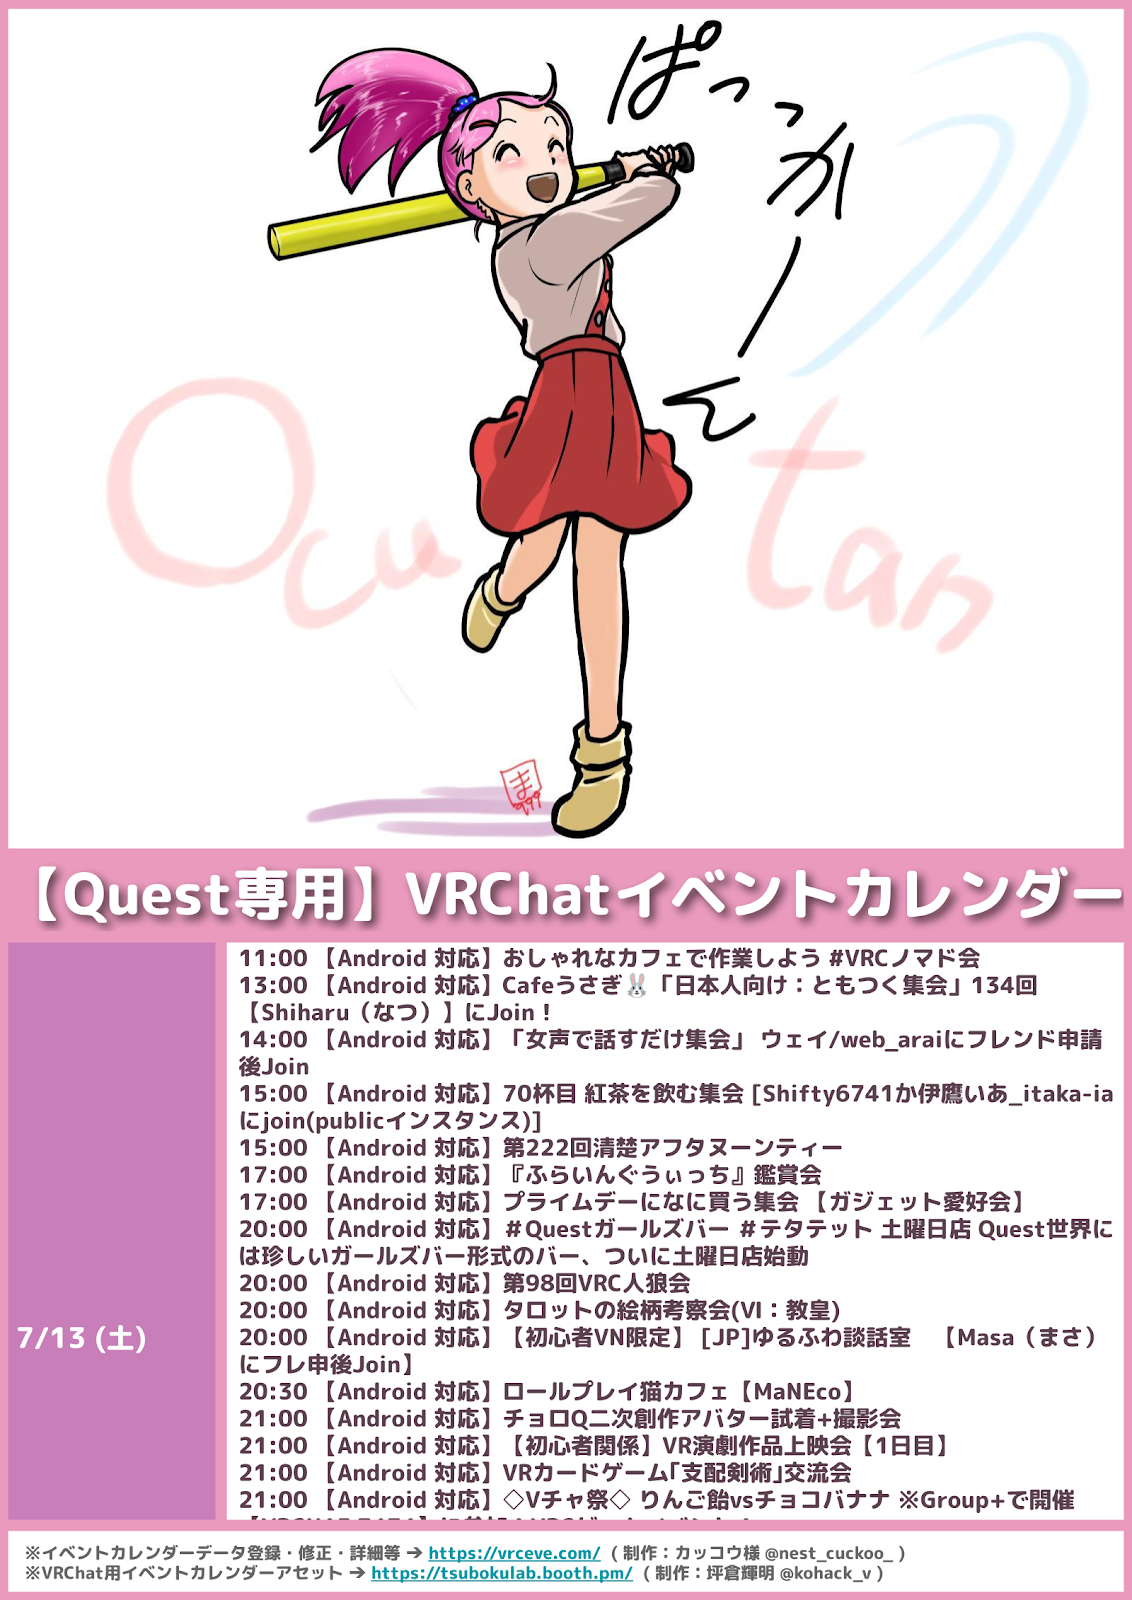 ぱっっかーん
Ocu tan
ま
999
【Quest専用】VRChatイベントカレンダー
7/13 (土)
11:00 【Android 対応】おしゃれなカフェで作業しよう #VRCノマド会
13:00 【Android 対応】Cafeうさぎ🐰「日本人向け：ともつく集会」134回
【Shiharu（なつ）】にJoin！
14:00 【Android 対応】「女声で話すだけ集会」 ウェイ/web_araiにフレンド申請
後Join
15:00 【Android 対応】70杯目 紅茶を飲む集会 [Shifty6741か伊鷹いあ_itaka-ia
にjoin(publicインスタンス)]
15:00 【Android 対応】第222回清楚アフタヌーンティー
17:00 【Android 対応】『ふらいんぐうぃっち』鑑賞会
17:00 【Android 対応】プライムデーになに買う集会 【ガジェット愛好会】
20:00 【Android 対応】＃Questガールズバー ＃テタテット 土曜日店 Quest世界に
は珍しいガールズバー形式のバー、ついに土曜日店始動
20:00 【Android 対応】第98回VRC人狼会
20:00 【Android 対応】タロットの絵柄考察会(Ⅵ：教皇)
20:00 【Android 対応】【初心者VN限定】 [JP]ゆるふわ談話室　【Masa（まさ）
にフレ申後Join】
20:30 【Android 対応】ロールプレイ猫カフェ【MaNEco】
21:00 【Android 対応】チョロQ二次創作アバター試着+撮影会
21:00 【Android 対応】【初心者関係】VR演劇作品上映会【1日目】
21:00 【Android 対応】VRカードゲーム｢支配剣術｣交流会
21:00 【Android 対応】◇Vチャ祭◇ りんご飴vsチョコバナナ ※Group+で開催
※イベントカレンダーデータ登録・修正・詳細等 ➔ https://vrceve.com/ （ 制作：カッコウ様 @nest_cuckoo_ ）
※VRChat用イベントカレンダーアセット ➔ https://tsubokulab.booth.pm/ （ 制作：坪倉輝明 @kohack_v ）